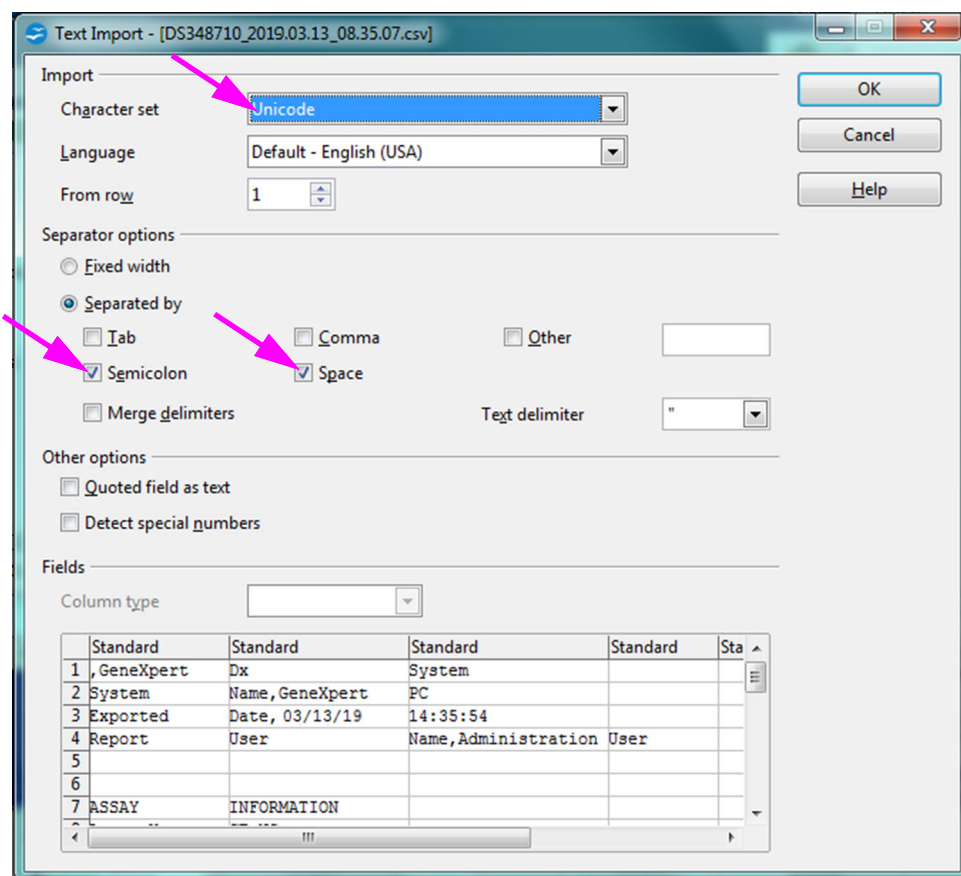 Text Import - [DS348710_2019.03.13_08.35.07.csv]
Import
Character set Unicode
OK
Language Default - English (USA)
Cancel
From row 1
Help
Separator options
Fixed width
Separated by
Tab Comma Other
Semicolon Space
Merge delimiters Text delimiter "
Other options
Quoted field as text
Detect special numbers
Fields
Column type
Standard Standard Standard Standard Sta
1 ,GeneXpert Dx System
2 System Name,GeneXpert PC
3 Exported Date, 03/13/19 14:35:54
4 Report User Name,Administration User
5
6
7 ASSAY INFORMATION